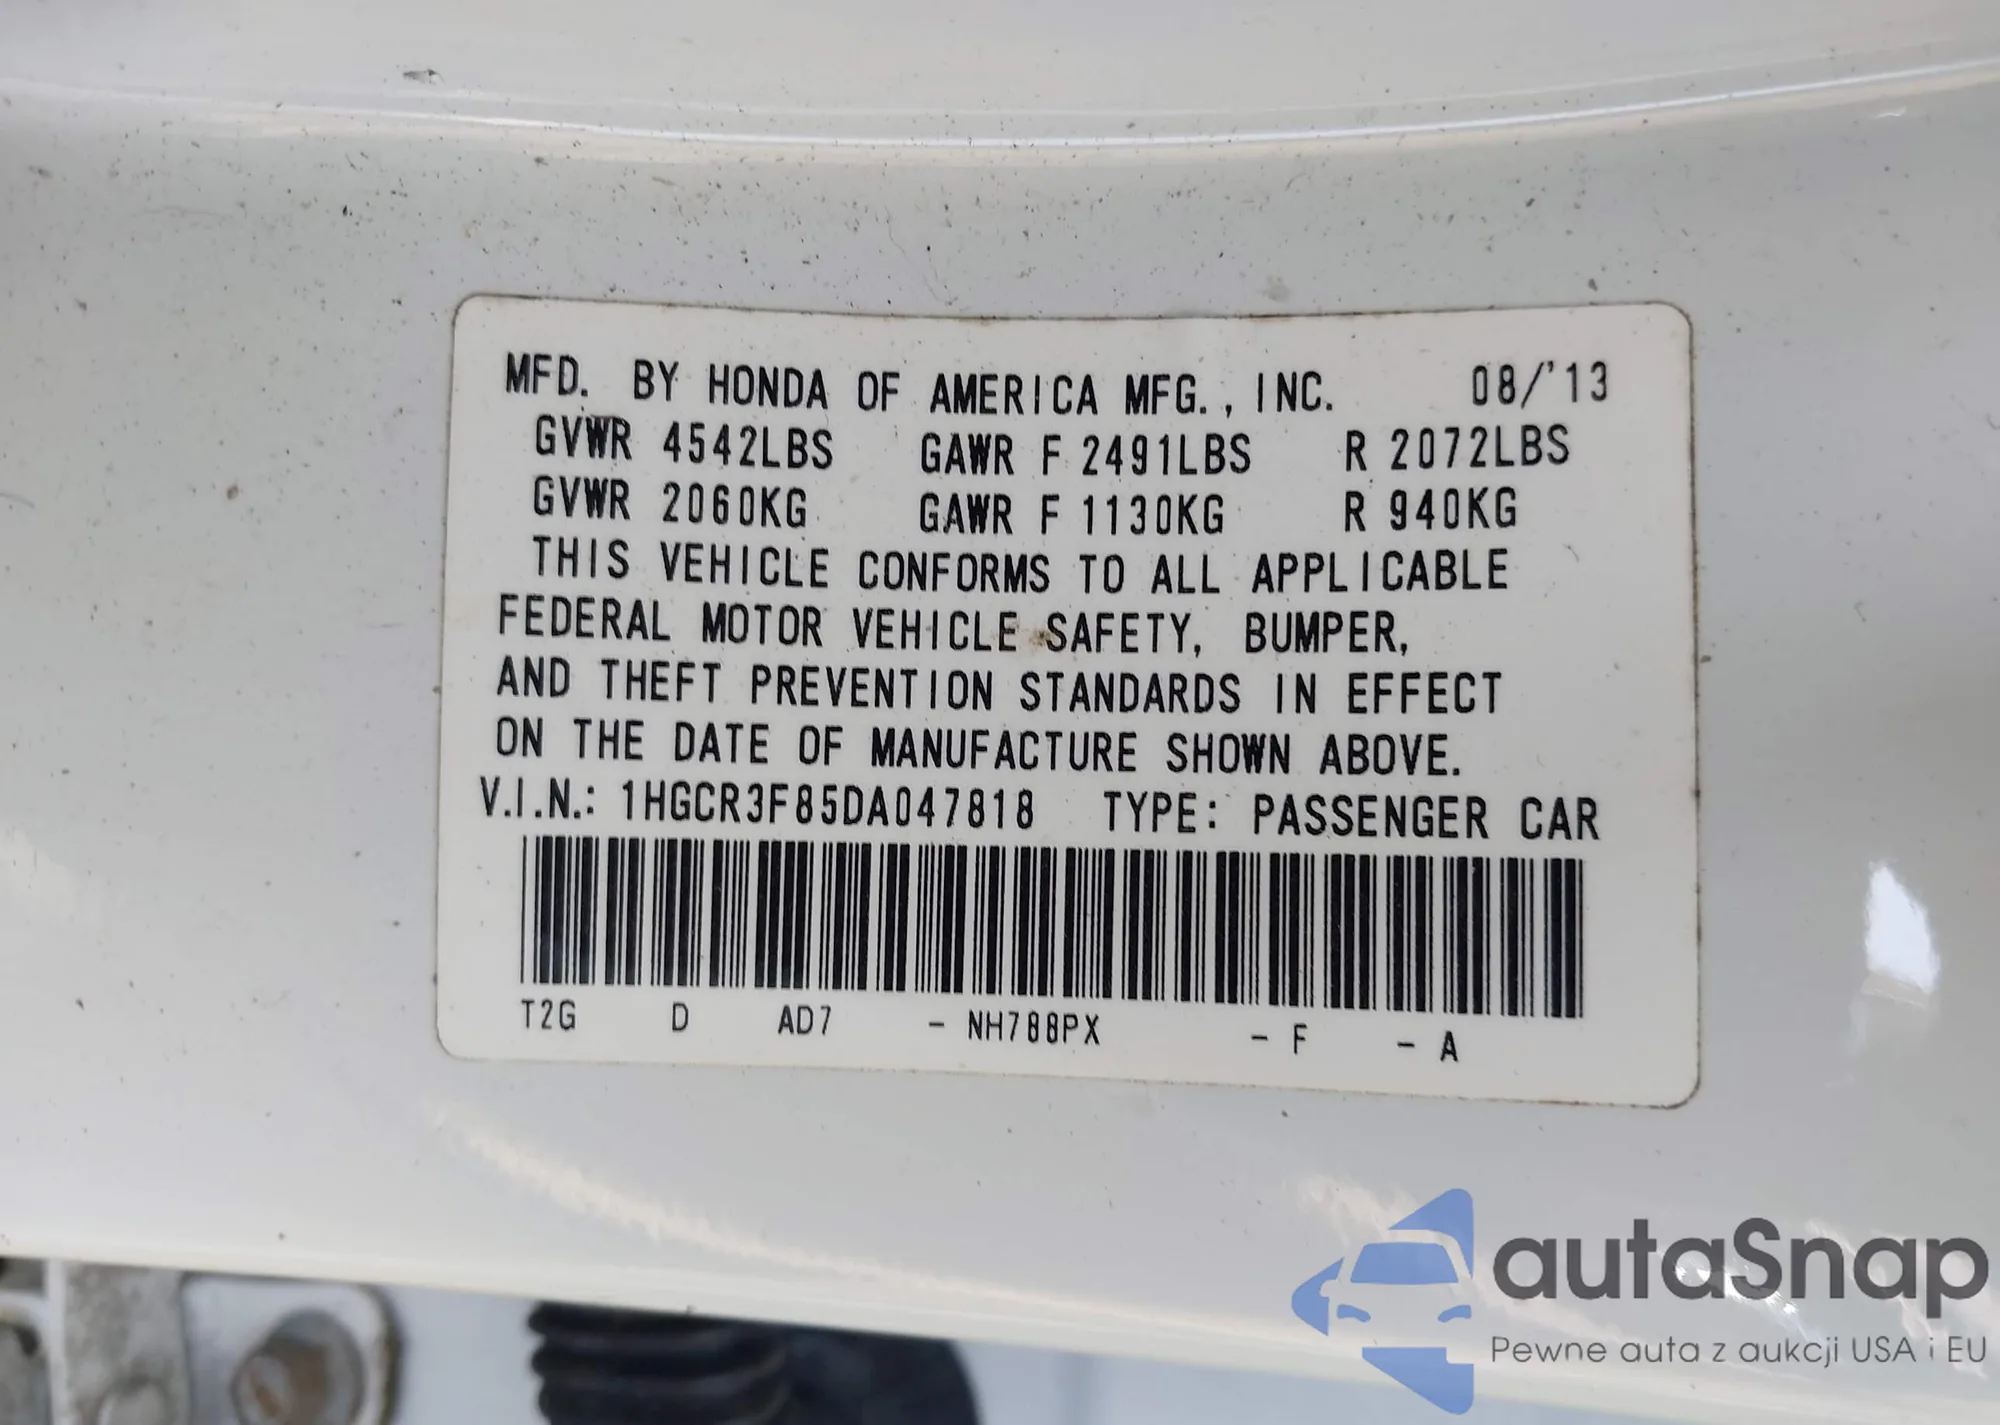 MFD. BY HONDA OF AMERICA MFG., INC. 08/'13
GVWR 4542LBS GAWR F 2491LBS R 2072LBS
GVWR 2060KG GAWR F 1130KG R 940KG
THIS VEHICLE CONFORMS TO ALL APPLICABLE
FEDERAL MOTOR VEHICLE SAFETY, BUMPER,
AND THEFT PREVENTION STANDARDS IN EFFECT
ON THE DATE OF MANUFACTURE SHOWN ABOVE.
V.I.N.: 1HGCR3F85DA047818 TYPE: PASSENGER CAR
T2G D AD7 - NH788PX - F - A
autaSnap
Pewne auta z aukcji USA i EU